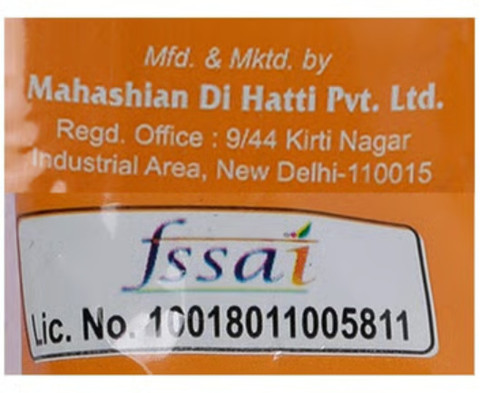 Mfd. & Mktd. by
Mahashian Di Hatti Pvt. Ltd.
Regd. Office : 9/44 Kirti Nagar
Industrial Area, New Delhi-110015
fssai
Lic. No. 10018011005811